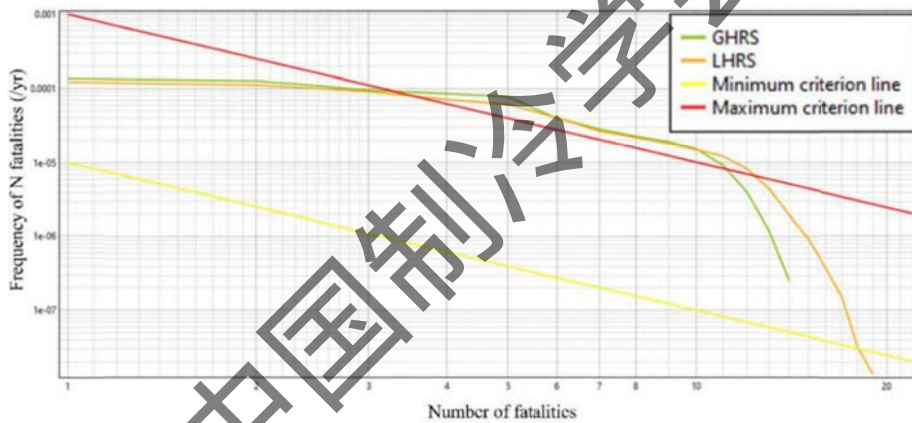 0.001
0.0001
1e-05
1e-06
1e-07
Frequency of N fatalities (/yr)
GHRS
LHRS
Minimum criterion line
Maximum criterion line
1 2 3 4 5 6 7 8 10 20
Number of fatalities
中国制冷学会